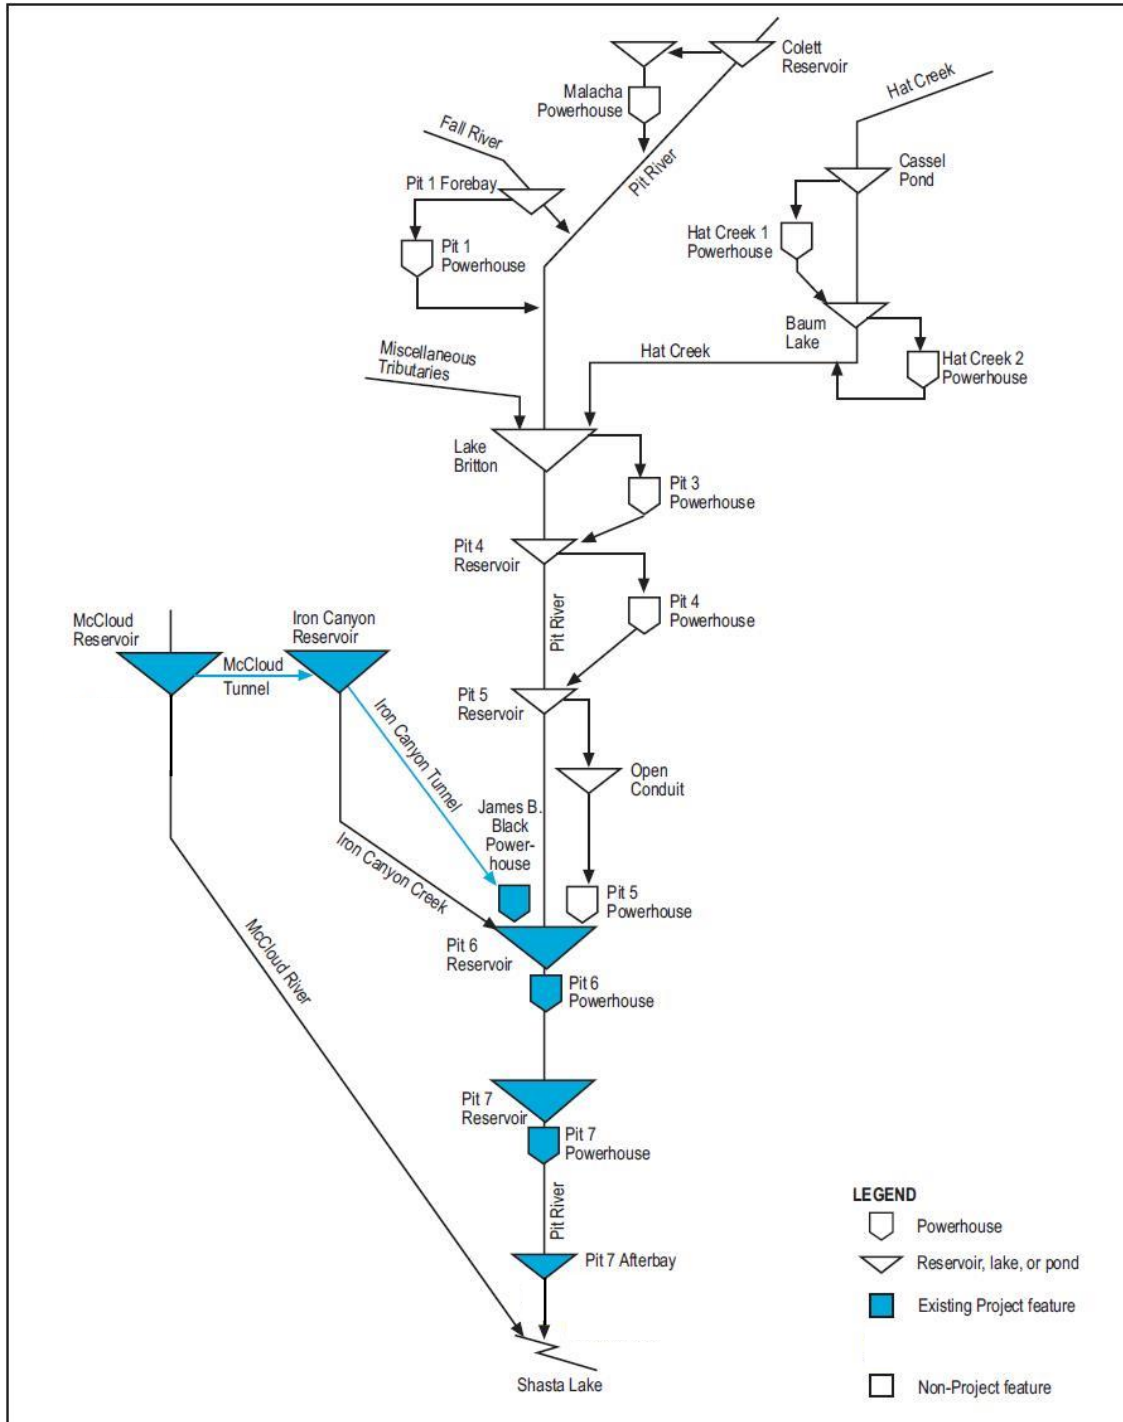 Colett
Reservoir
Malacha
Powerhouse
Hat Creek
Fall River
Pit River
Cassel
Pond
Pit 1 Forebay
Hat Creek 1
Powerhouse
Pit 1
Powerhouse
Baum
Lake
Miscellaneous
Tributaries
Hat Creek
Hat Creek 2
Powerhouse
Lake
Britton
Pit 3
Powerhouse
Pit 4
Reservoir
Pit River
Pit 4
Powerhouse
McCloud
Reservoir
Iron Canyon
Reservoir
McCloud
Tunnel
Pit 5
Reservoir
Iron Canyon Tunnel
Open
Conduit
James B.
Black
Power-
house
Iron Canyon Creek
Pit 5
Powerhouse
McCloud River
Pit 6
Reservoir
Pit 6
Powerhouse
Pit 7
Reservoir
Pit 7
Powerhouse
Pit River
Pit 7 Afterbay
Shasta Lake
LEGEND
Powerhouse
Reservoir, lake, or pond
Existing Project feature
Non-Project feature